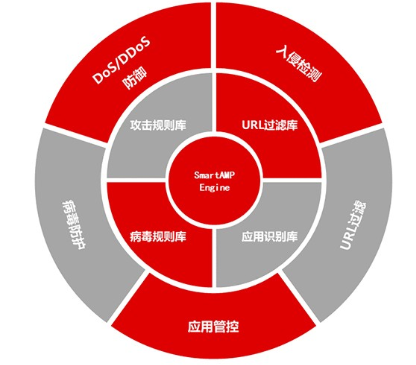 DoS/DDoS
防御
入侵检测
攻击规则库
URL过滤库
SmartAMP
Engine
病毒防护
URL过滤
病毒规则库
应用识别库
应用管控